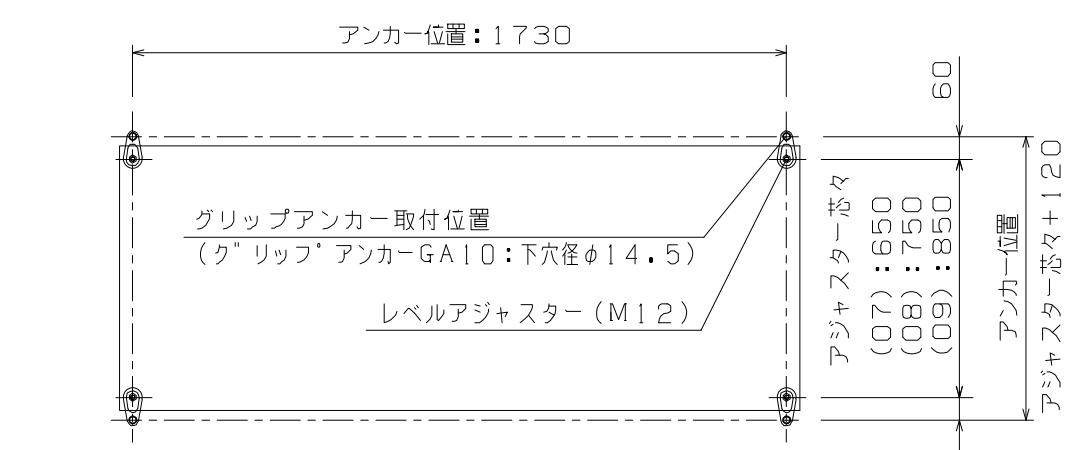 アンカー位置：1730
60
グリップアンカー取付位置
（グリップアンカーGA10：下穴径φ14.5）
レベルアジャスター（M12）
アジャスター芯々
(07)：650
(08)：750
(09)：850
アンカー位置
アジャスター芯々＋120